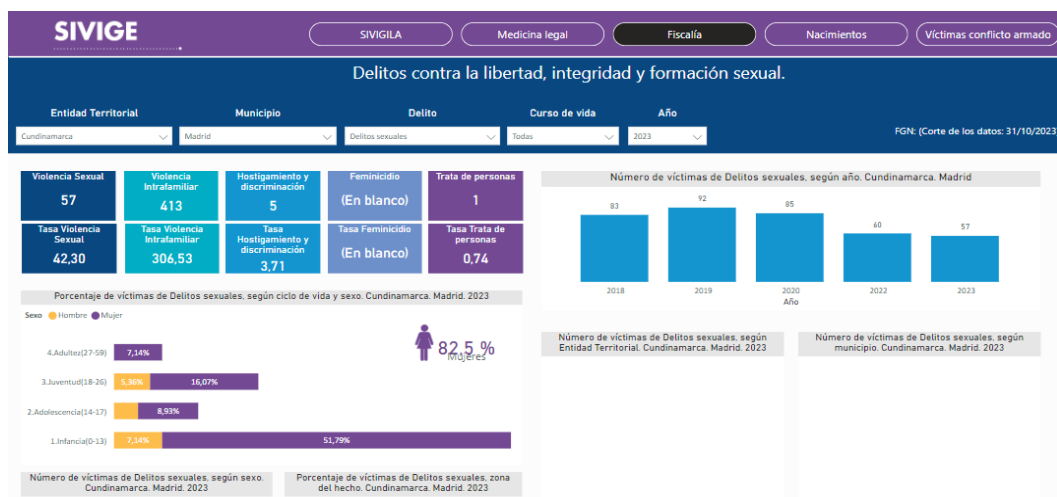 SIVIGE
SIVIGILA
Medicina legal
Fiscalía
Nacimientos
Víctimas conflicto armado
Delitos contra la libertad, integridad y formación sexual.
Entidad Territorial
Municipio
Delito
Curso de vida
Año
Cundinamarca
Madrid
Delitos sexuales
Todas
2023
FGN: (Corte de los datos: 31/10/2023)
Violencia Sexual
57
Violencia
Intrafamiliar
413
Hostigamiento y
discriminación
5
Feminicidio
(En blanco)
Trata de personas
1
Tasa Violencia
Sexual
42,30
Tasa Violencia
Intrafamiliar
306,53
Tasa
Hostigamiento y
discriminación
3,71
Tasa Feminicidio
(En blanco)
Tasa Trata de
personas
0,74
Número de víctimas de Delitos sexuales, según año. Cundinamarca. Madrid
83
92
85
60
57
2018
2019
2020
2022
2023
Año
Porcentaje de víctimas de Delitos sexuales, según ciclo de vida y sexo. Cundinamarca. Madrid. 2023
Sexo
Hombre
Mujer
82,5 %
Mujeres
4.Adultez(27-59)
7,14%
3.Juventud(18-26)
5,36%
16,07%
2.Adolescencia(14-17)
8,93%
1.Infancia(0-13)
7,14%
51,79%
Número de víctimas de Delitos sexuales, según
Entidad Territorial. Cundinamarca. Madrid. 2023
Número de víctimas de Delitos sexuales, según
municipio. Cundinamarca. Madrid. 2023
Número de víctimas de Delitos sexuales, según sexo.
Cundinamarca. Madrid. 2023
Porcentaje de víctimas de Delitos sexuales, zona
del hecho. Cundinamarca. Madrid. 2023